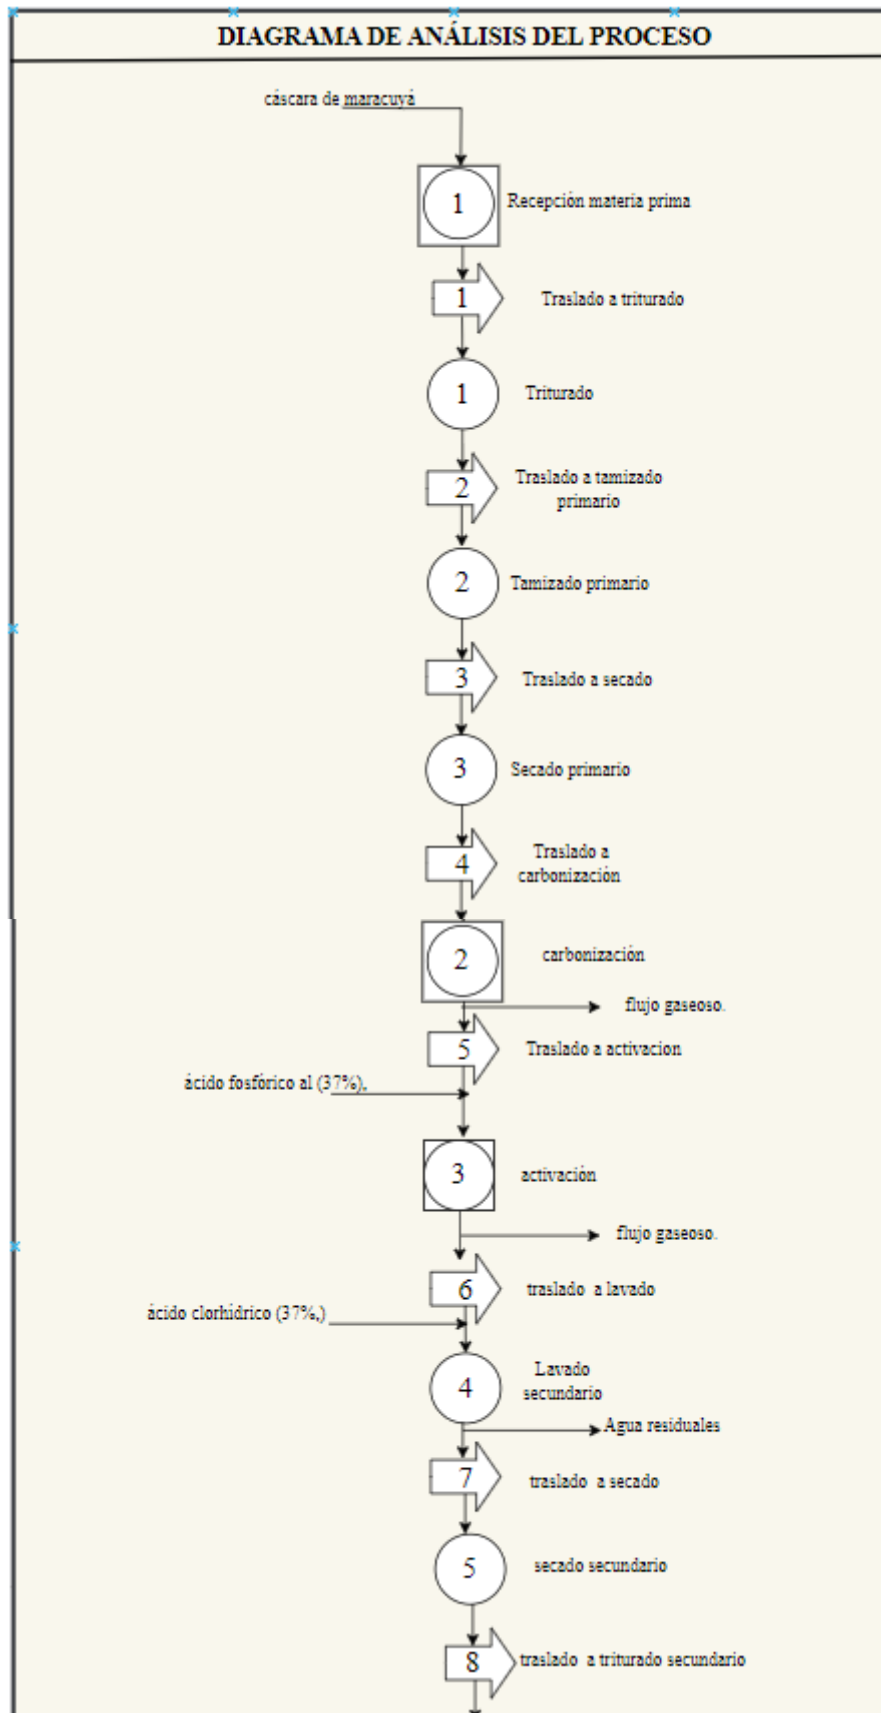 DIAGRAMA DE ANÁLISIS DEL PROCESO
cáscara de maracuyá
1
Recepción materia prima
1
Traslado a triturado
1
Triturado
2
Traslado a tamizado
primario
2
Tamizado primario
3
Traslado a secado
3
Secado primario
4
Traslado a
carbonización
2
carbonización
flujo gaseoso.
5
Traslado a activacion
ácido fosfórico al (37%),
3
activación
flujo gaseoso.
6
traslado a lavado
ácido clorhídrico (37%,)
4
Lavado
secundario
Agua residuales
7
traslado a secado
5
secado secundario
8
traslado a triturado secundario